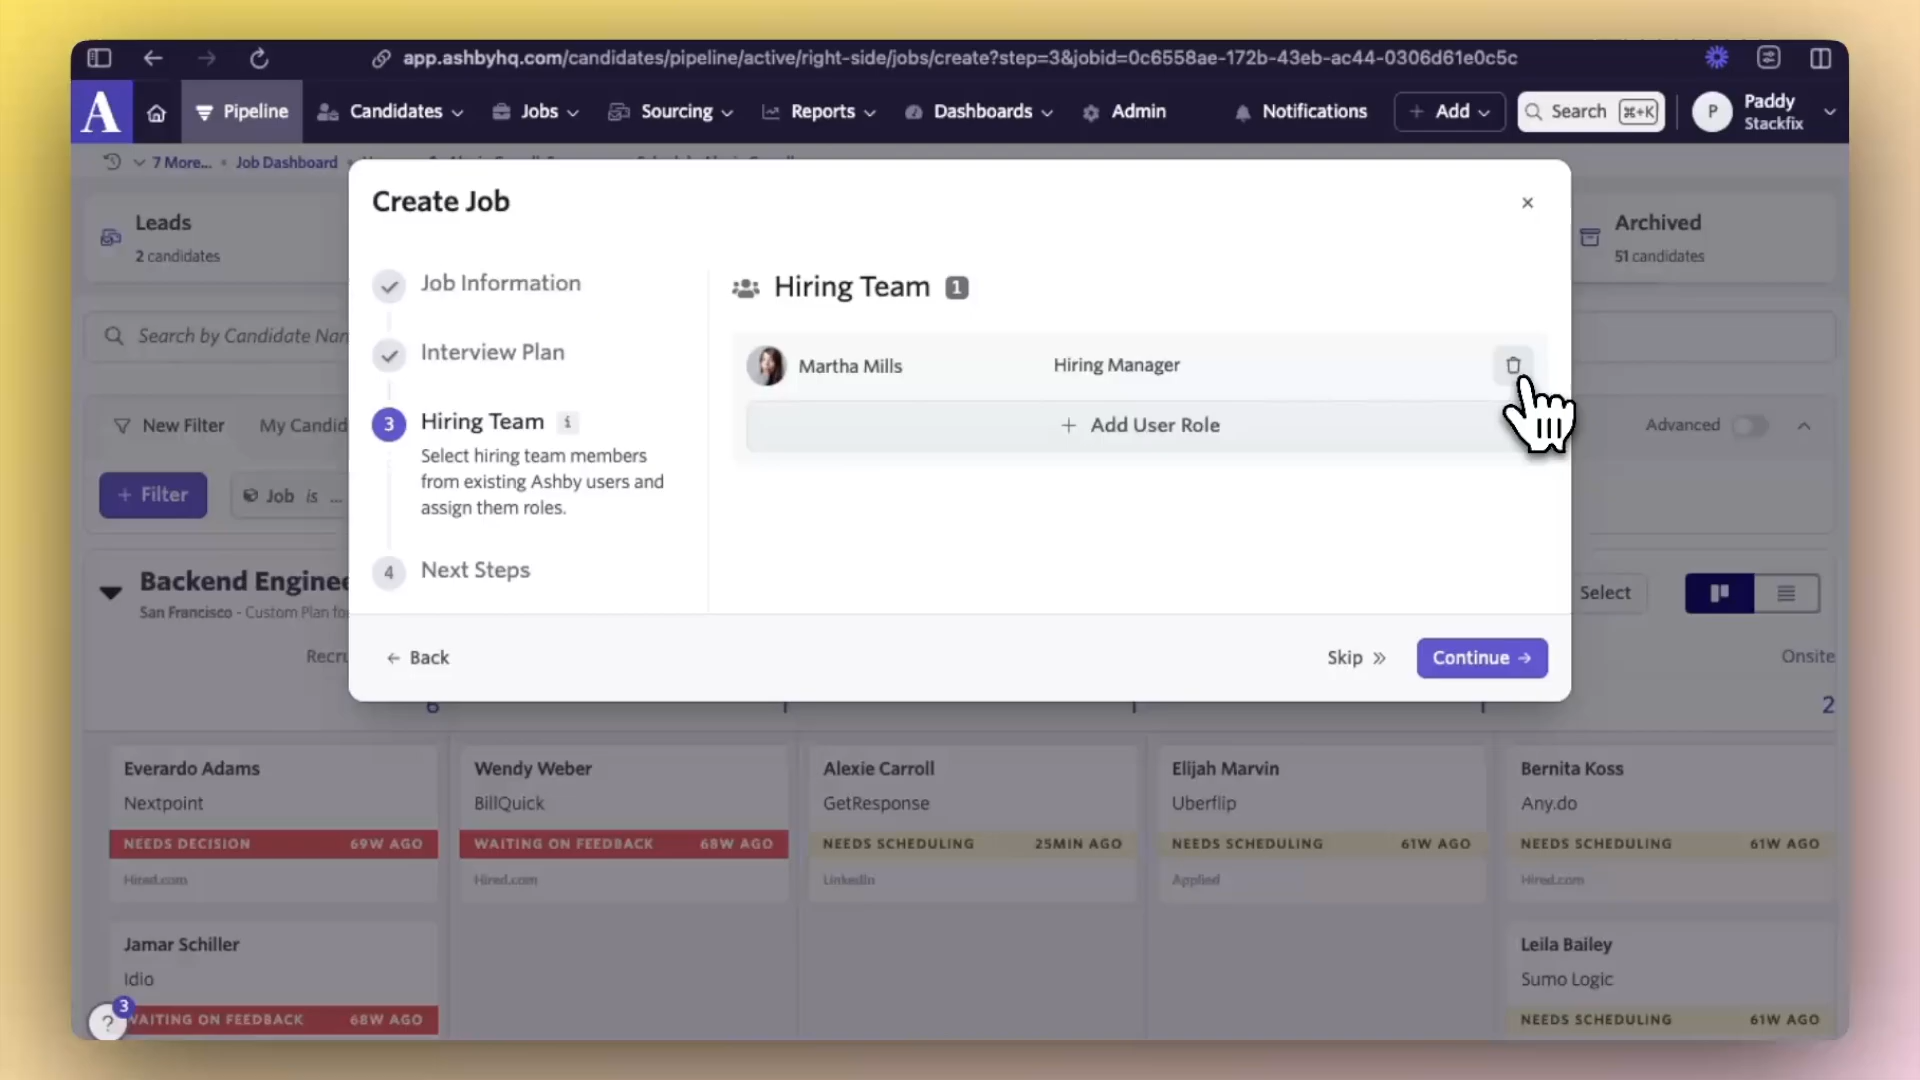 app.ashbyhq.com/candidates/pipeline/active/right-side/jobs/create?step=3&jobid=0c6558ae-172b-43eb-ac44-0306d61e0c5c
A Pipeline Candidates Jobs Sourcing Reports Dashboards Admin Notifications + Add Search ⌘+K P Paddy Stackfix
7 More... • Job Dashboard
Leads
2 candidates
Archived
51 candidates
Search by Candidate Nam
New Filter My Candid
Advanced
+ Filter Job is ...
Backend Enginee
San Francisco - Custom Plan fo
Select
Recru
Onsite
6
2
Create Job
×
Job Information
Interview Plan
3 Hiring Team i
Select hiring team members
from existing Ashby users and
assign them roles.
4 Next Steps
Hiring Team 1
Martha Mills Hiring Manager
+ Add User Role
← Back
Skip »
Continue →
Everardo Adams
Nextpoint
NEEDS DECISION 69W AGO
Hired.com
Wendy Weber
BillQuick
WAITING ON FEEDBACK 68W AGO
Hired.com
Alexie Carroll
GetResponse
NEEDS SCHEDULING 25MIN AGO
LinkedIn
Elijah Marvin
Uberflip
NEEDS SCHEDULING 61W AGO
Applied
Bernita Koss
Any.do
NEEDS SCHEDULING 61W AGO
Hired.com
Jamar Schiller
Idio
WAITING ON FEEDBACK 68W AGO
Leila Bailey
Sumo Logic
NEEDS SCHEDULING 61W AGO
? 3